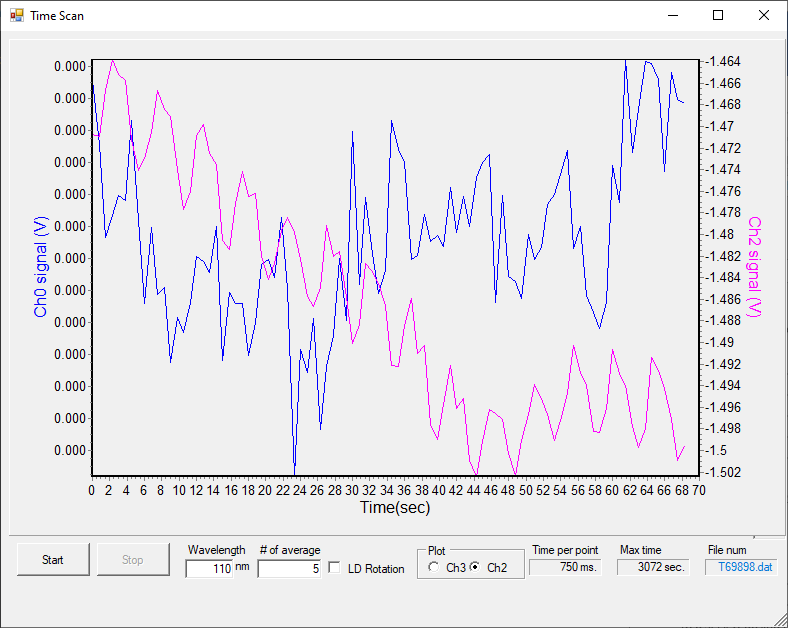 Time Scan
0.000
0.000
0.000
0.000
0.000
0.000
0.000
0.000
0.000
0.000
0.000
0.000
0.000
Ch0 signal (V)
-1.464
-1.466
-1.468
-1.47
-1.472
-1.474
-1.476
-1.478
-1.48
-1.482
-1.484
-1.486
-1.488
-1.49
-1.492
-1.494
-1.496
-1.498
-1.5
-1.502
Ch2 signal (V)
0 2 4 6 8 10 12 14 16 18 20 22 24 26 28 30 32 34 36 38 40 42 44 46 48 50 52 54 56 58 60 62 64 66 68 70
Time(sec)
Start
Stop
Wavelength
110 nm
# of average
5
LD Rotation
Plot
Ch3 Ch2
Time per point
750 ms.
Max time
3072 sec.
File num
T69898.dat